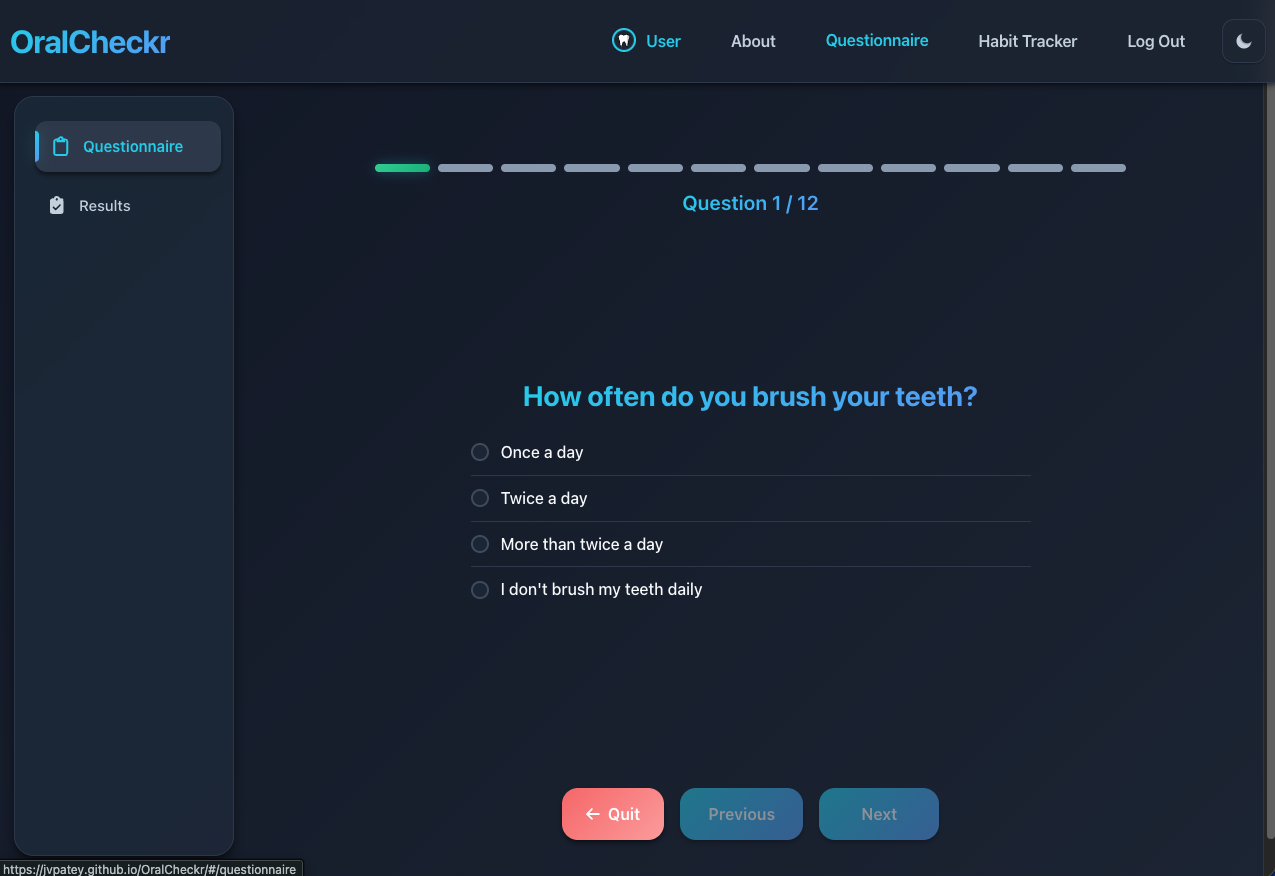 OralCheckr
User
About
Questionnaire
Habit Tracker
Log Out
Questionnaire
Results
Question 1 / 12
How often do you brush your teeth?
Once a day
Twice a day
More than twice a day
I don't brush my teeth daily
← Quit
Previous
Next
https://jvpatey.github.io/OralCheckr/#/questionnaire